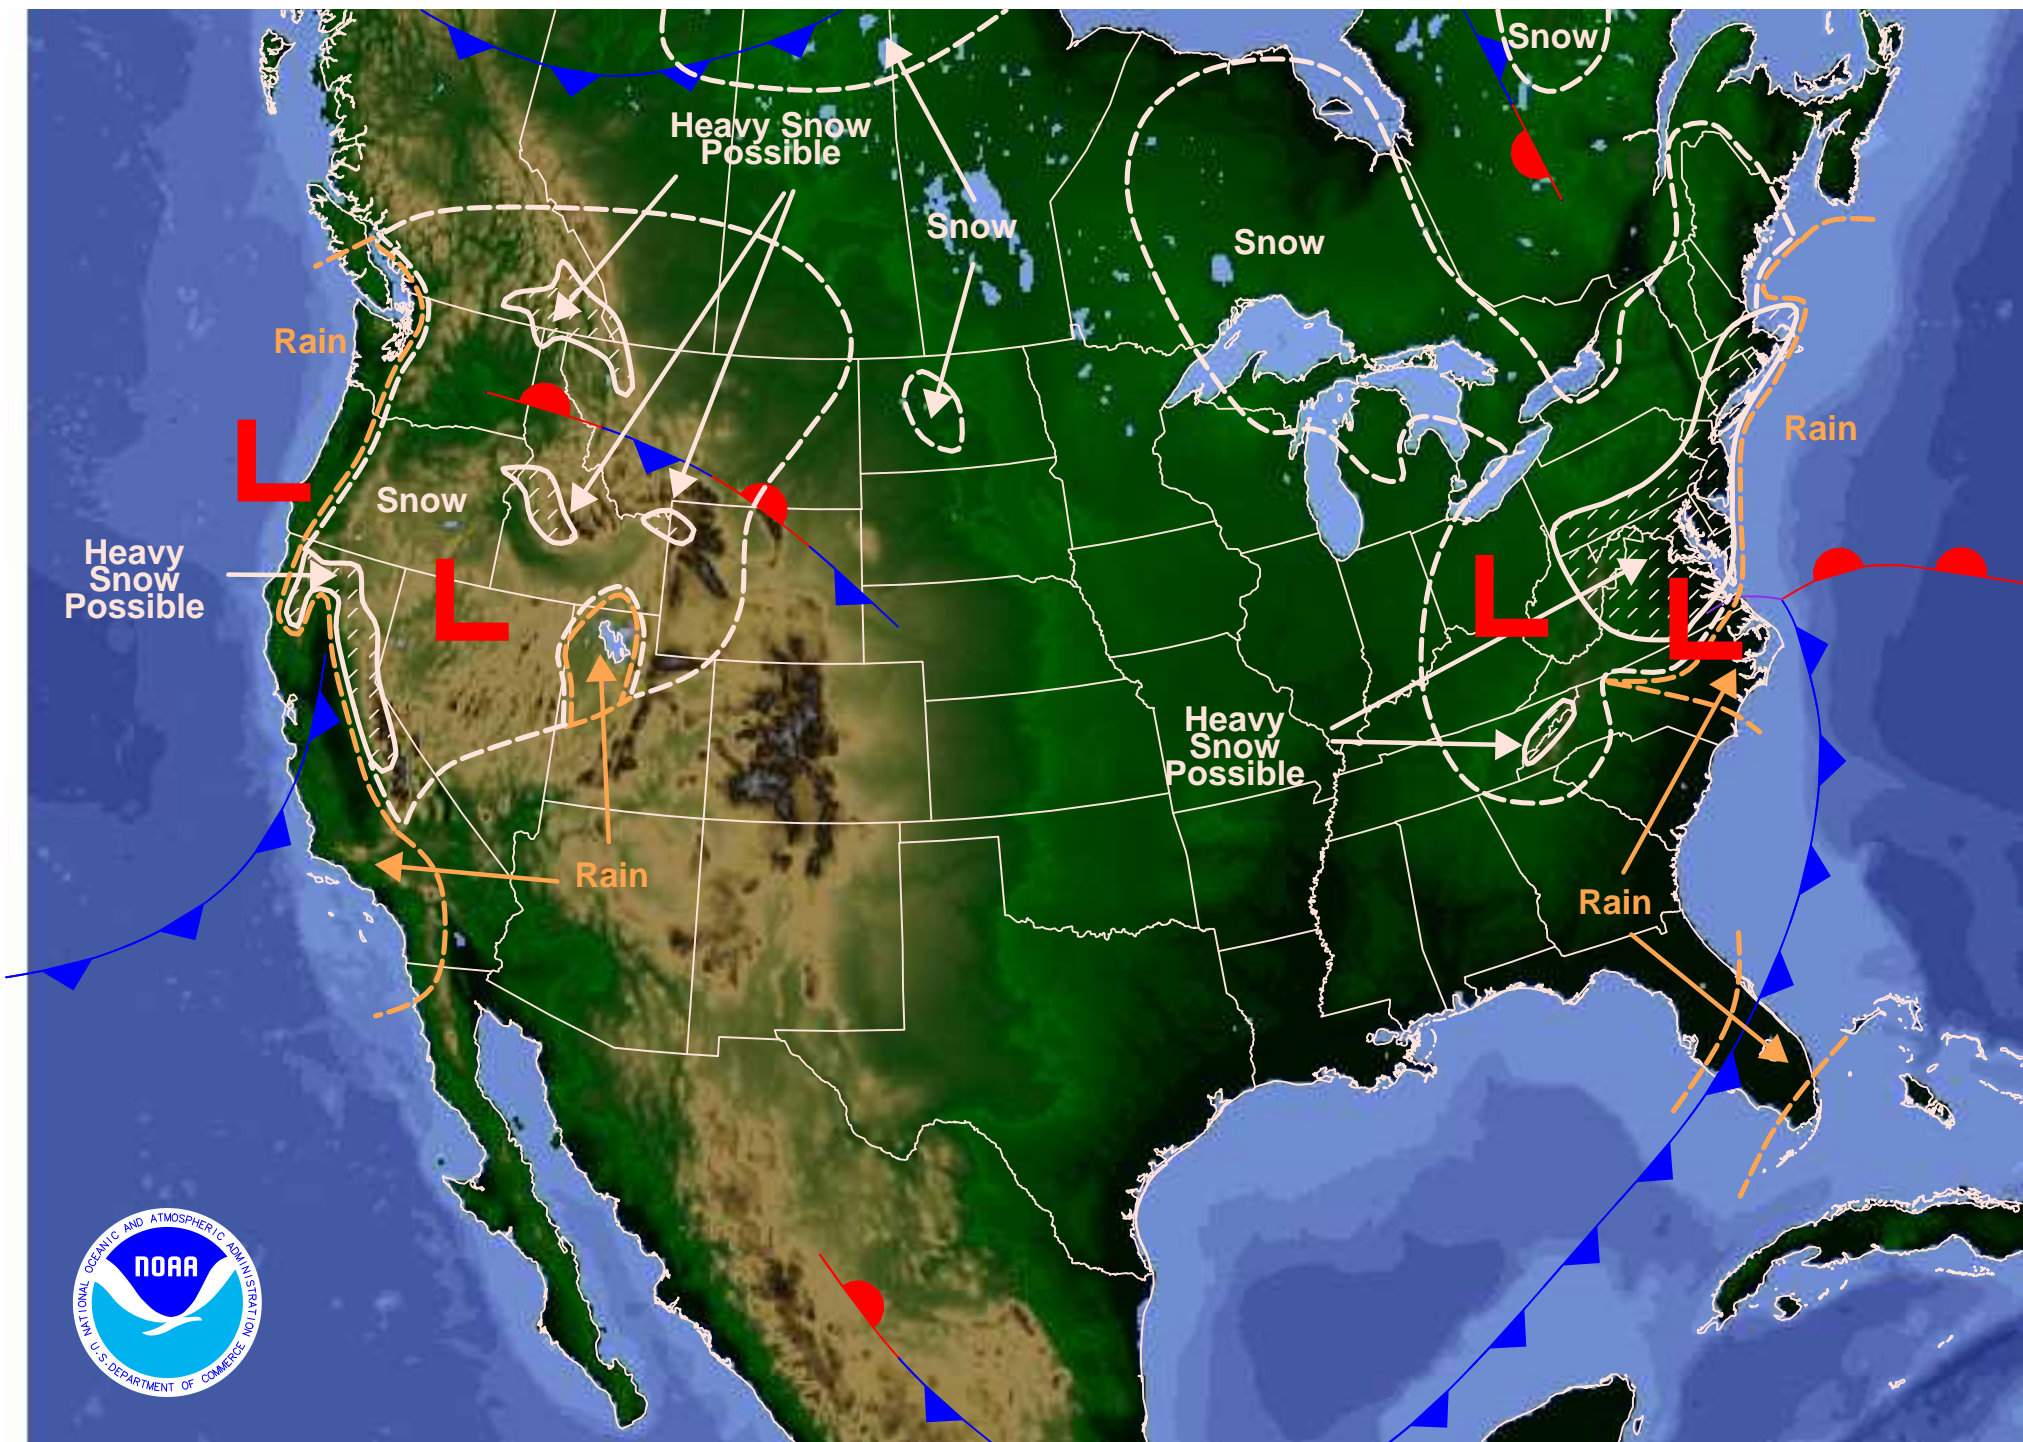 Snow
Heavy Snow
Possible
Snow
Snow
Rain
Rain
Snow
Heavy
Snow
Possible
Heavy
Snow
Possible
Rain
Rain
L
L
L
L
NATIONAL OCEANIC AND ATMOSPHERIC ADMINISTRATION
NOAA
U.S. DEPARTMENT OF COMMERCE